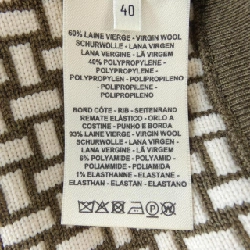 40
60% LAINE VIERGE - VIRGIN WOOL
SCHURWOLLE - LANA VIRGEN
LANA VERGINE - LÃ VIRGEM
40% POLYPROPYLENE -
POLYPROPYLEN - POLIPROPILENO
POLIPROPILENE -
POLIPROPILENO
BORD CÔTE - RIB - SEITENBAND
REMATE ELÁSTICO - ORLO A
COSTINE - PUNHO E BORDA
93% LAINE VIERGE - VIRGIN WOOL
SCHURWOLLE - LANA VIRGEN
LANA VERGINE - LÃ VIRGEM
6% POLYAMIDE - POLYAMID
POLIAMIDA - POLIAMMIDE
POLIAMIDA
1% ELASTHANNE - ELASTANE
ELASTHAN - ELASTAN - ELASTANO